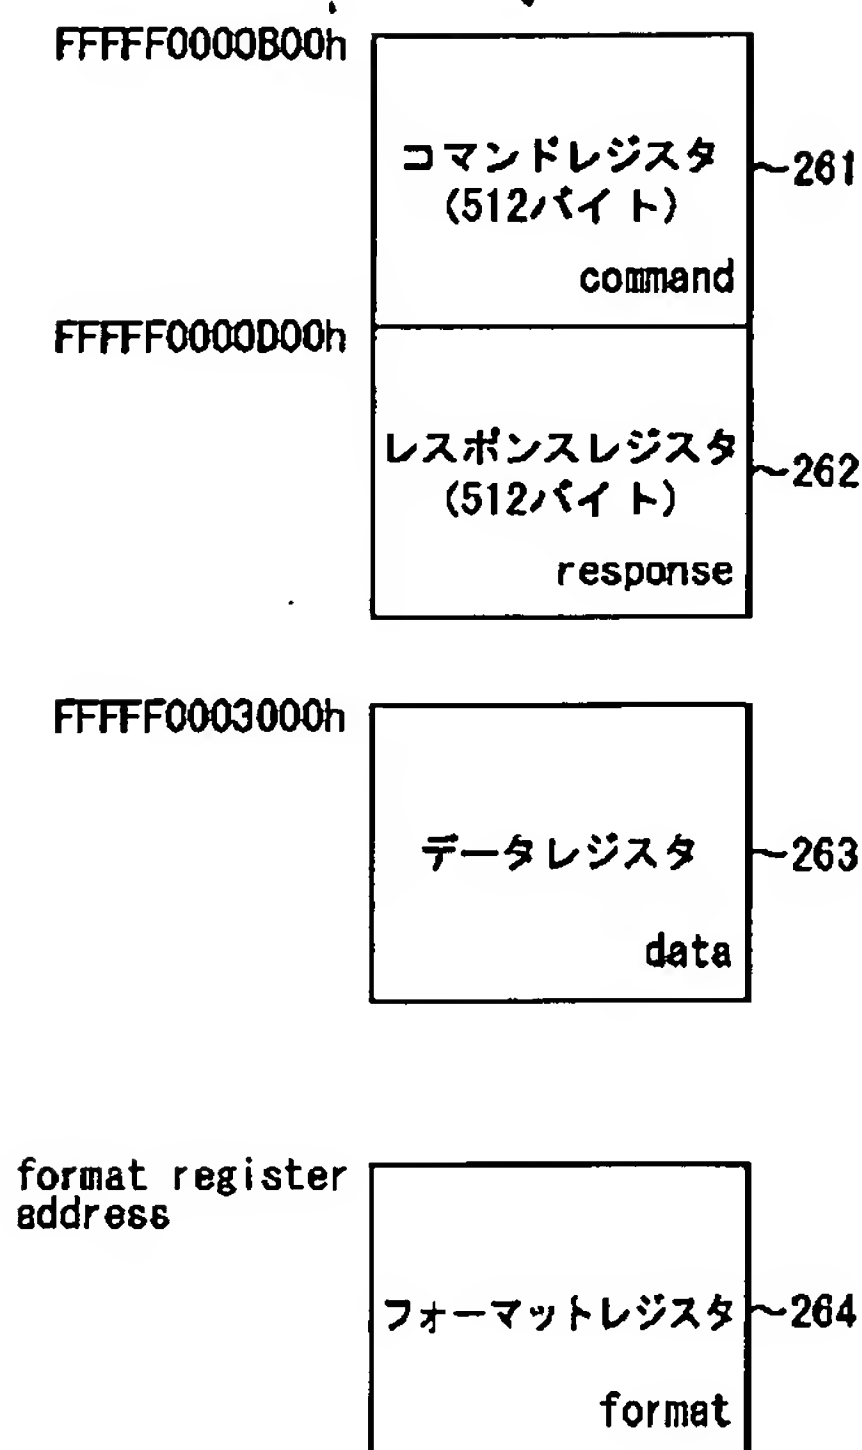 FFFFF0000B00h
コマンドレジスタ
(512バイト)
~261
command
FFFFF0000D00h
レスポンスレジスタ
(512バイト)
~262
response
FFFFF0003000h
データレジスタ
~263
data
format register
address
フォーマットレジスタ
~264
format